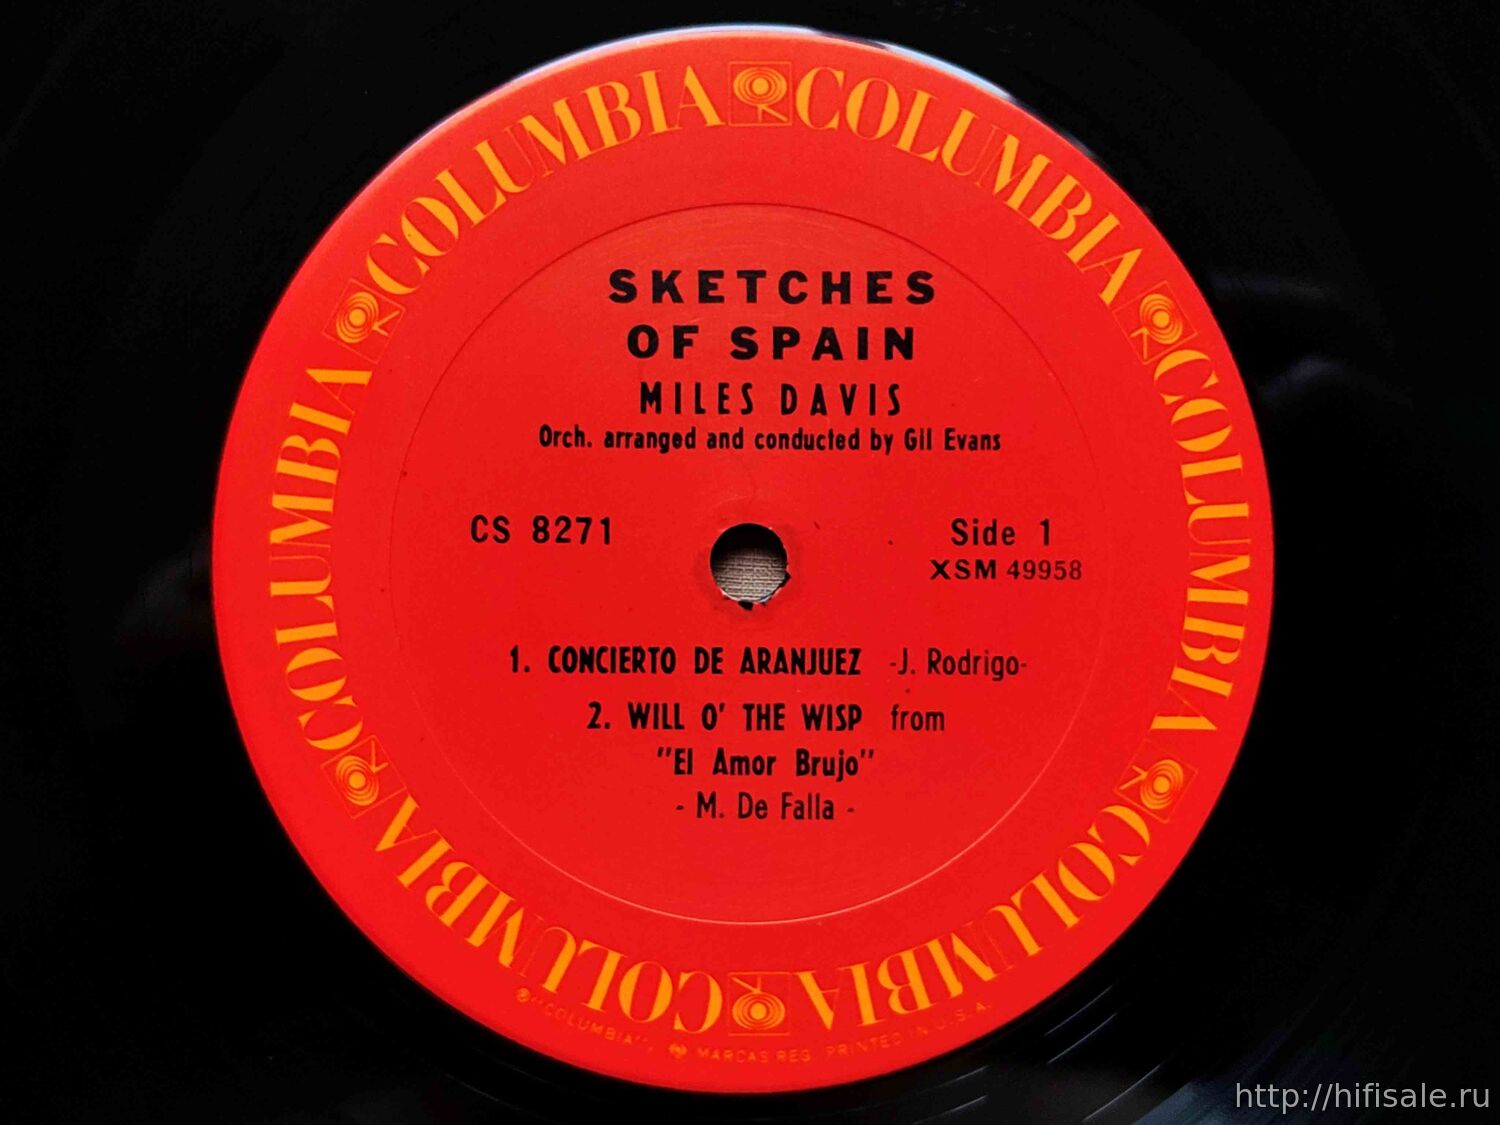 COLUMBIA COLUMBIA COLUMBIA COLUMBIA COLUMBIA COLUMBIA
SKETCHES
OF SPAIN
MILES DAVIS
Orch. arranged and conducted by Gil Evans
CS 8271
Side 1
XSM 49958
1. CONCIERTO DE ARANJUEZ -J. Rodrigo-
2. WILL O' THE WISP from
"El Amor Brujo"
- M. De Falla -
"COLUMBIA", MARCAS REG. PRINTED IN U.S.A.
http://hifisale.ru